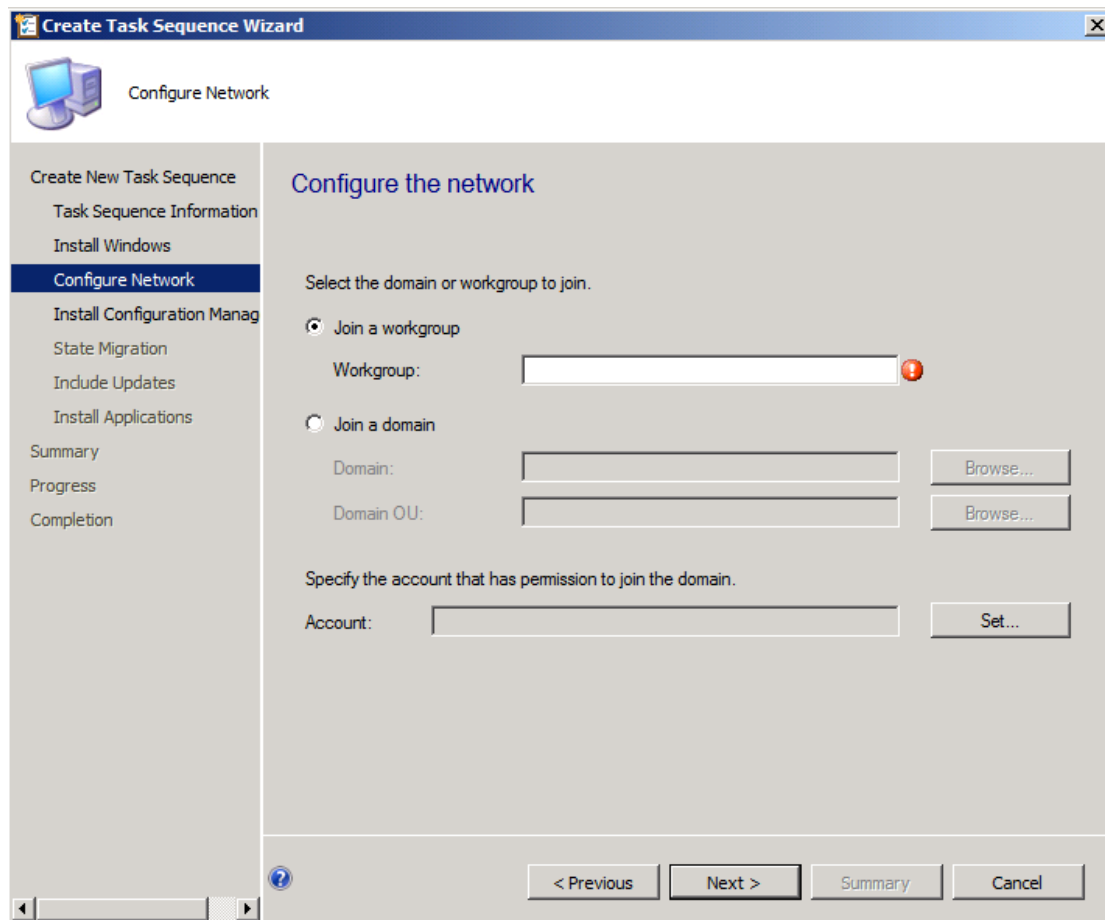 Create Task Sequence Wizard
Configure Network
Create New Task Sequence
Task Sequence Information
Install Windows
Configure Network
Install Configuration Manag
State Migration
Include Updates
Install Applications
Summary
Progress
Completion
Configure the network
Select the domain or workgroup to join.
Join a workgroup
Workgroup:
Join a domain
Domain:
Browse...
Domain OU:
Browse...
Specify the account that has permission to join the domain.
Account:
Set...
< Previous
Next >
Summary
Cancel